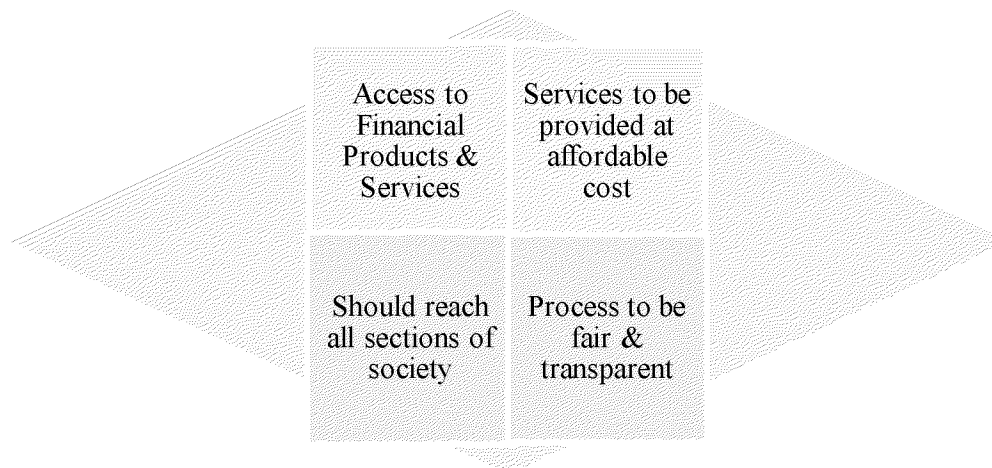 Access to
Financial
Products &
Services
Services to be
provided at
affordable
cost
Should reach
all sections of
society
Process to be
fair &
transparent